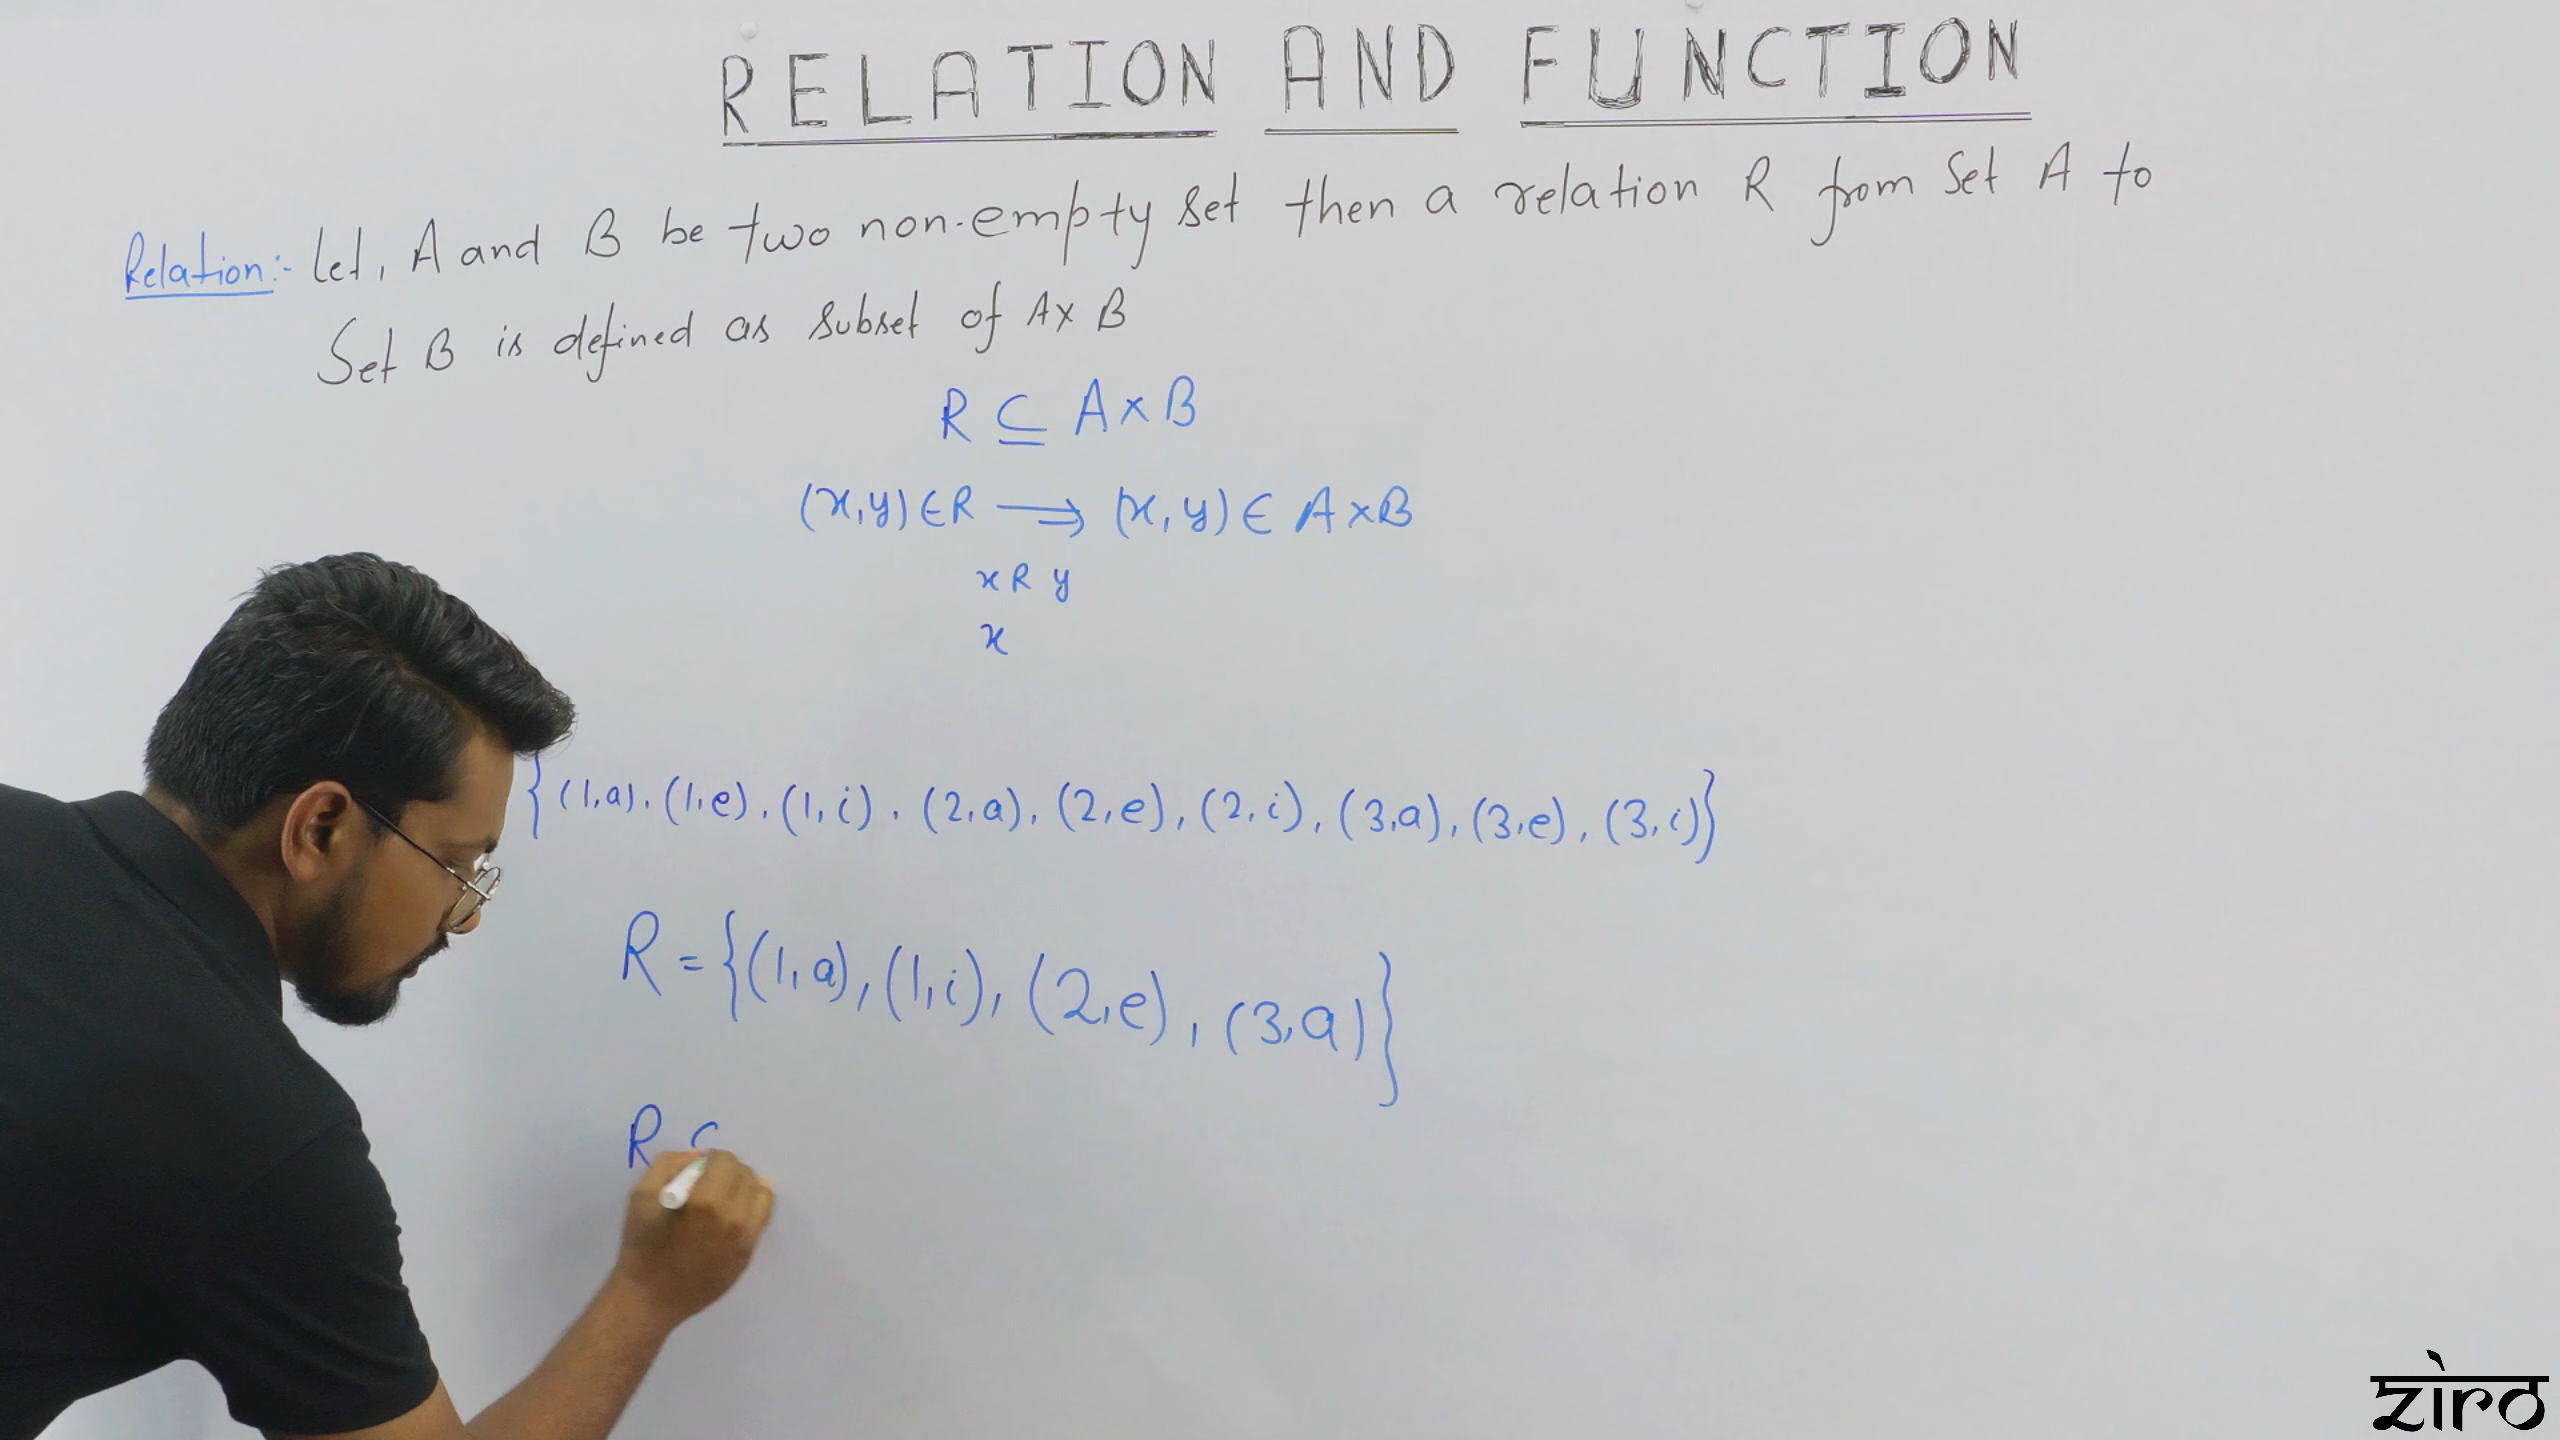 RELATION AND FUNCTION
Relation:- Let, A and B be two non-empty set then a relation R from Set A to
Set B is defined as subset of A×B
R ⊆ A×B
(x,y)∈R ⟶ (x,y)∈ A×B
x R y
x
{(1,a), (1,e), (1,i), (2,a), (2,e), (2,i), (3,a), (3,e), (3,i)}
R = {(1,a), (1,i), (2,e), (3,a)}
R
ziro